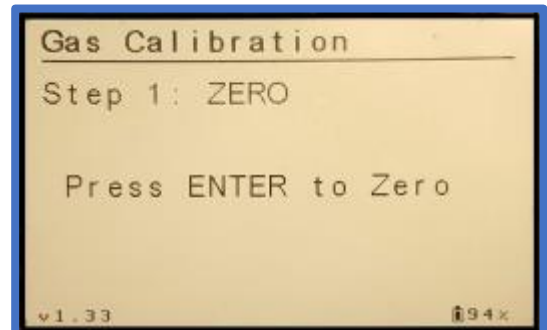 Gas Calibration
Step 1: ZERO
Press ENTER to Zero
v1.33 94%